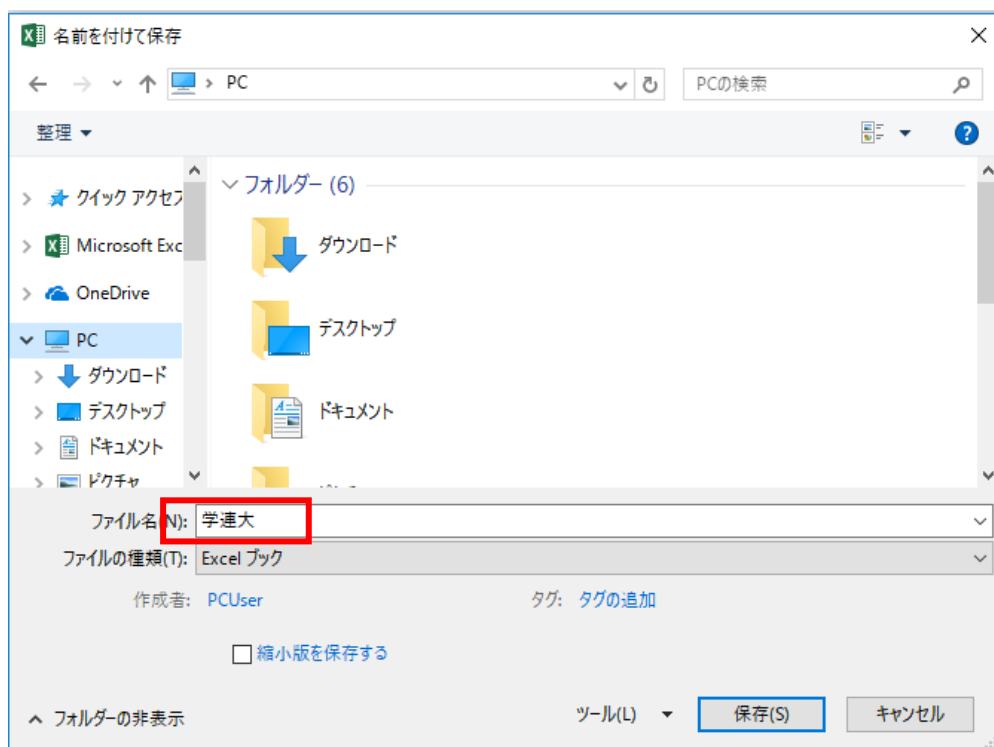 名前を付けて保存
PC
PCの検索
整理
クイック アクセス
Microsoft Exc
OneDrive
PC
ダウンロード
デスクトップ
ドキュメント
ピクチャ
フォルダー (6)
ダウンロード
デスクトップ
ドキュメント
ファイル名(N): 学連大
ファイルの種類(T): Excel ブック
作成者: PCUser タグ: タグの追加
縮小版を保存する
フォルダーの非表示 ツール(L) 保存(S) キャンセル